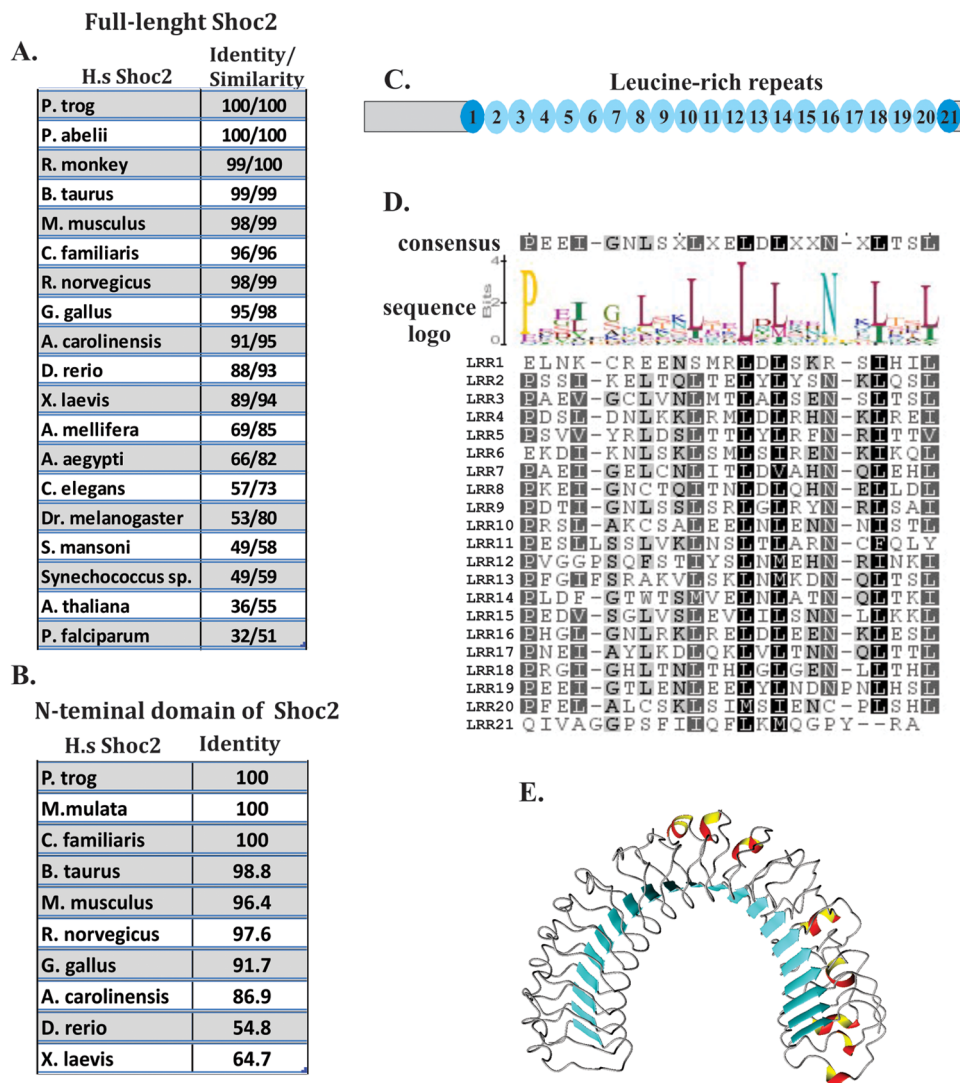 Full-lenght Shoc2
A.
H.s Shoc2 Identity/
Similarity
P. trog 100/100
P. abelii 100/100
R. monkey 99/100
B. taurus 99/99
M. musculus 98/99
C. familiaris 96/96
R. norvegicus 98/99
G. gallus 95/98
A. carolinensis 91/95
D. rerio 88/93
X. laevis 89/94
A. mellifera 69/85
A. aegypti 66/82
C. elegans 57/73
Dr. melanogaster 53/80
S. mansoni 49/58
Synechococcus sp. 49/59
A. thaliana 36/55
P. falciparum 32/51
B.
N-teminal domain of Shoc2
H.s Shoc2 Identity
P. trog 100
M.mulata 100
C. familiaris 100
B. taurus 98.8
M. musculus 96.4
R. norvegicus 97.6
G. gallus 91.7
A. carolinensis 86.9
D. rerio 54.8
X. laevis 64.7
C.
Leucine-rich repeats
1 2 3 4 5 6 7 8 9 10 11 12 13 14 15 16 17 18 19 20 21
D.
consensus PEEI-GNLSXLXELDLXXN-XLTSL
sequence
logo
Bits
4
2
0
LRR1 ELNK-CREENSMRLDLSKR-SIHIL
LRR2 PSSI-KELTQLTELYLYSN-KLQSL
LRR3 PAEV-GCLVNLMTLALSEN-SLTSL
LRR4 PDSL-DNLKKLRMLDLRHN-KLREI
LRR5 PSVV-YRLDSLTTLYLRFN-RITTV
LRR6 EKDI-KNLSKLSMLSIREN-KIKQL
LRR7 PAEI-GELCNLITLDVAHN-QLEHL
LRR8 PKEI-GNCTQITNLDLQHN-ELLDL
LRR9 PDTI-GNLSSLSRLGLRYN-RLSAI
LRR10 PRSL-AKCSALEELNLENN-NISTL
LRR11 PESLLSSLVKLNSLTLARN-CFQLY
LRR12 PVGGPSQFSTIYSLNMEHN-RINKI
LRR13 PFGIFSRAKVLSKLNMKDN-QLTSL
LRR14 PLDF-GTWTSMVELNLATN-QLTKI
LRR15 PEDV-SGLVSLEVLILSNN-LLKKL
LRR16 PHGL-GNLRKLRELDLEEN-KLESL
LRR17 PNEI-AYLKDLQKLVLTNN-QLTTL
LRR18 PRGI-GHLTNLTHLGLGEN-LLTHL
LRR19 PEEI-GTLENLEELYLNDNPNLHSL
LRR20 PFEL-ALCSKLSIMSIENC-PLSHL
LRR21 QIVAGGPSFIIQFLKMQGPY--RA
E.